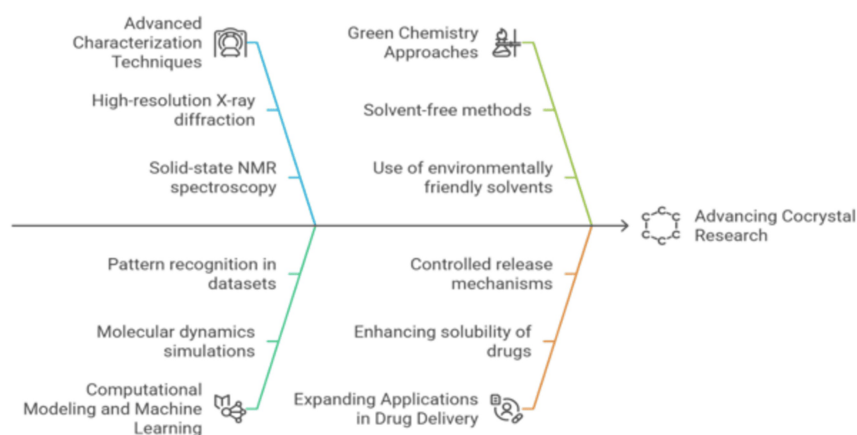 Advanced
Characterization
Techniques
High-resolution X-ray
diffraction
Solid-state NMR
spectroscopy
Green Chemistry
Approaches
Solvent-free methods
Use of environmentally
friendly solvents
C
C
C
C
C
C
Advancing Cocrystal
Research
Pattern recognition in
datasets
Molecular dynamics
simulations
Computational
Modeling and Machine
Learning
Controlled release
mechanisms
Enhancing solubility of
drugs
Expanding Applications
in Drug Delivery